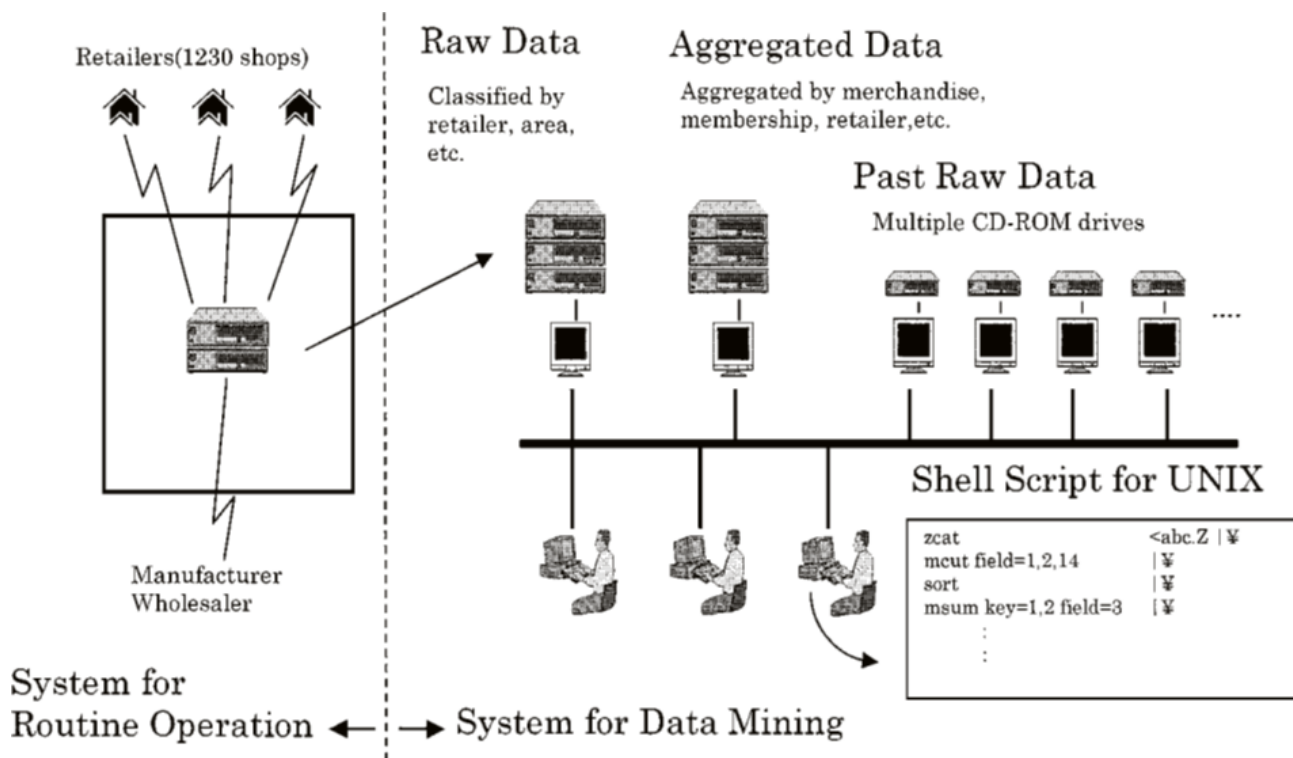 Retailers(1230 shops)
Raw Data
Classified by
retailer, area,
etc.
Aggregated Data
Aggregated by merchandise,
membership, retailer,etc.
Past Raw Data
Multiple CD-ROM drives
....
Manufacturer
Wholesaler
Shell Script for UNIX
zcat <abc.Z | ¥
mcut field=1,2,14 | ¥
sort | ¥
msum key=1,2 field=3 | ¥
:
:
System for
Routine Operation
System for Data Mining